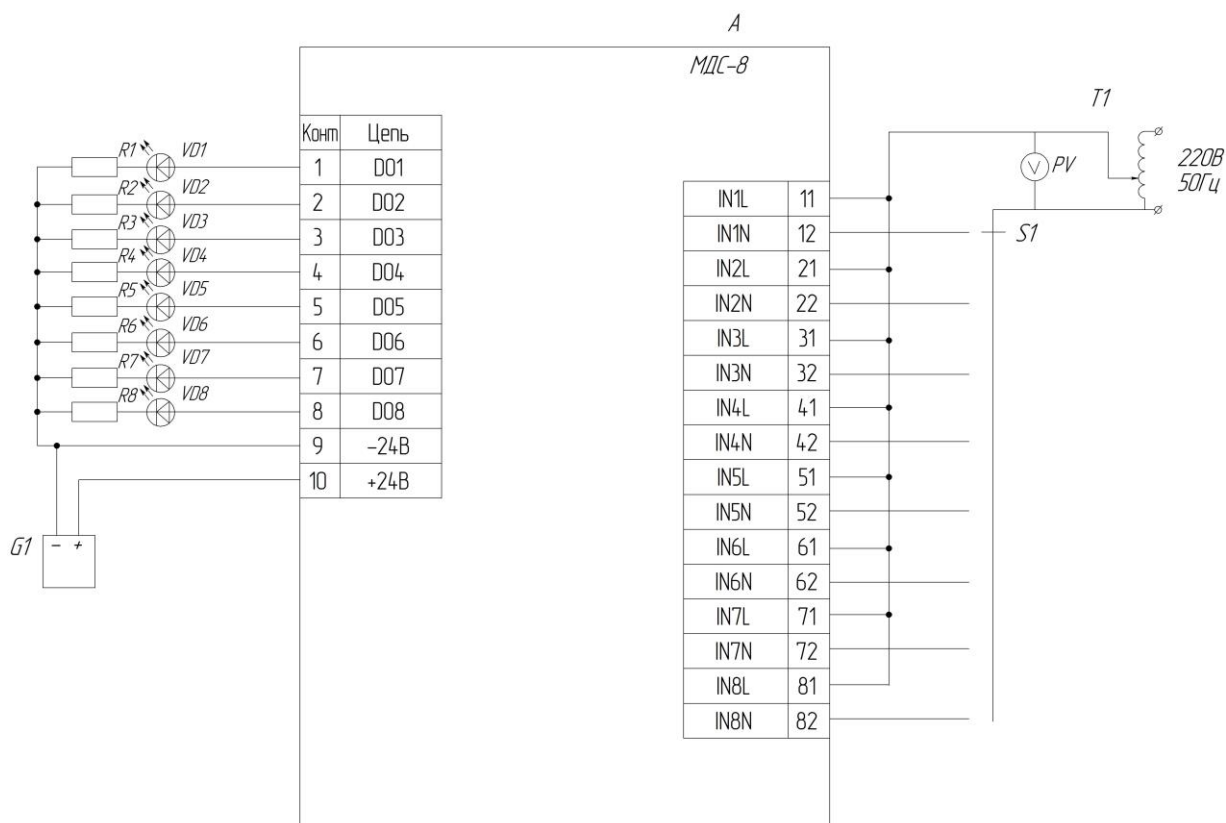 А
МДС-8
Т1
220В
50Гц
PV
S1
Конт Цепь
1 DO1
2 DO2
3 DO3
4 DO4
5 DO5
6 DO6
7 DO7
8 DO8
9 -24В
10 +24В
R1 VD1
R2 VD2
R3 VD3
R4 VD4
R5 VD5
R6 VD6
R7 VD7
R8 VD8
G1 - +
IN1L 11
IN1N 12
IN2L 21
IN2N 22
IN3L 31
IN3N 32
IN4L 41
IN4N 42
IN5L 51
IN5N 52
IN6L 61
IN6N 62
IN7L 71
IN7N 72
IN8L 81
IN8N 82
V